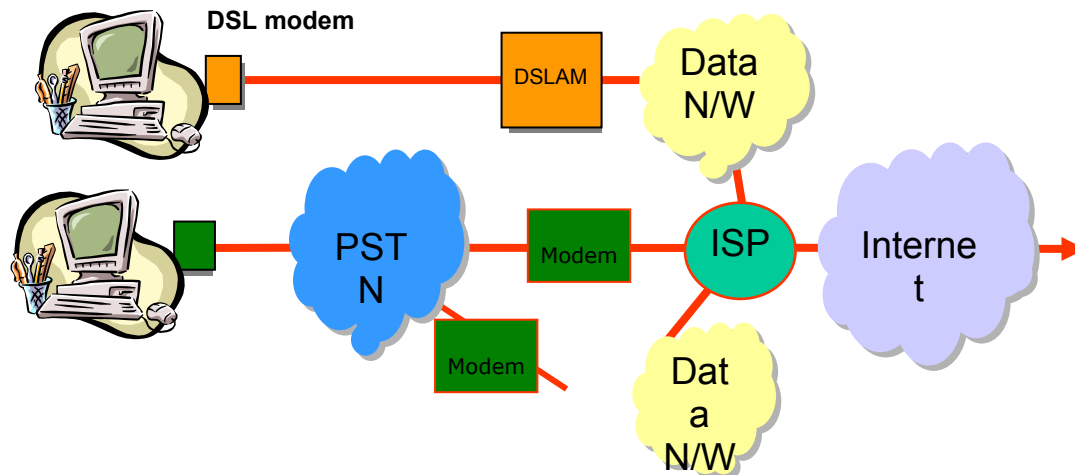 DSL modem
DSLAM
Data
N/W
PST
N
Modem
ISP
Interne
t
Modem
Dat
a
N/W